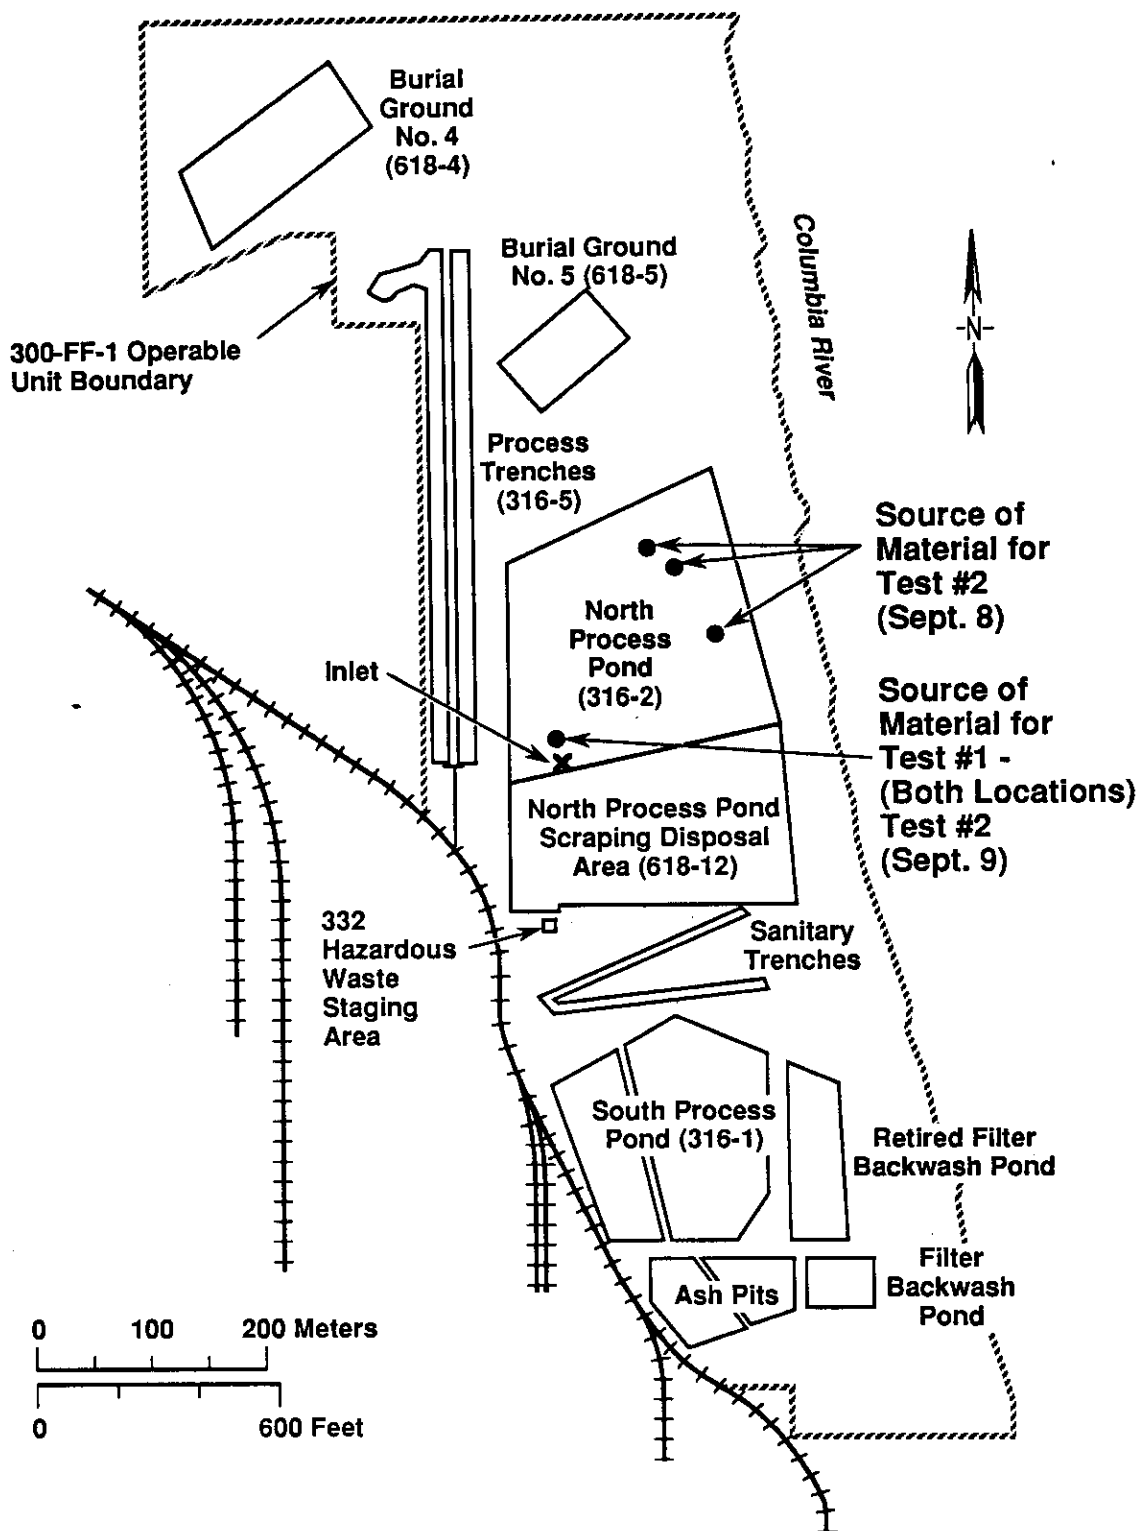 Burial
Ground
No. 4
(618-4)
Burial Ground
No. 5 (618-5)
Columbia River
-N-
300-FF-1 Operable
Unit Boundary
Process
Trenches
(316-5)
Source of
Material for
Test #2
(Sept. 8)
North
Process
Pond
(316-2)
Inlet
Source of
Material for
Test #1 -
(Both Locations)
Test #2
(Sept. 9)
North Process Pond
Scraping Disposal
Area (618-12)
332
Hazardous
Waste
Staging
Area
Sanitary
Trenches
South Process
Pond (316-1)
Retired Filter
Backwash Pond
Ash Pits
Filter
Backwash
Pond
0 100 200 Meters
0 600 Feet